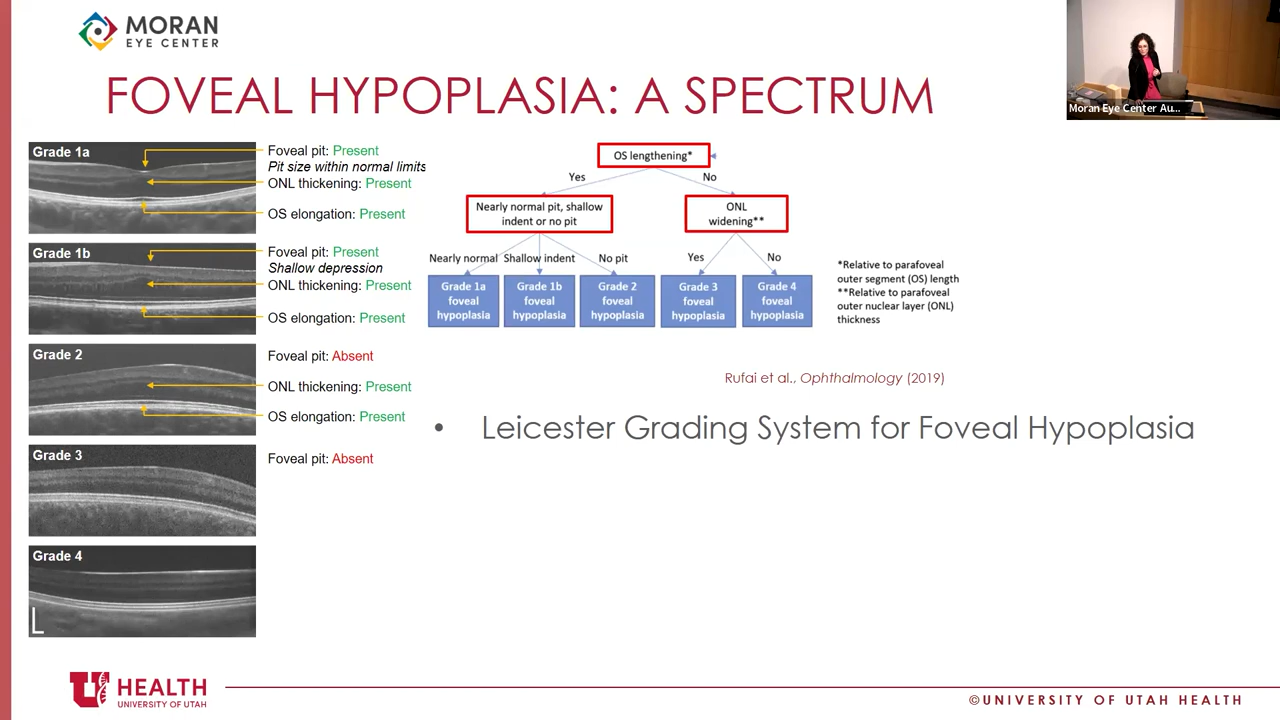 MORAN
EYE CENTER
FOVEAL HYPOPLASIA: A SPECTRUM
Moran Eye Center Au...
Grade 1a
Foveal pit: Present
Pit size within normal limits
ONL thickening: Present
OS elongation: Present
Grade 1b
Foveal pit: Present
Shallow depression
ONL thickening: Present
OS elongation: Present
Grade 2
Foveal pit: Absent
ONL thickening: Present
OS elongation: Present
Grade 3
Foveal pit: Absent
Grade 4
OS lengthening*
Yes
No
Nearly normal pit, shallow
indent or no pit
ONL
widening**
Nearly normal
Shallow indent
No pit
Yes
No
Grade 1a
foveal
hypoplasia
Grade 1b
foveal
hypoplasia
Grade 2
foveal
hypoplasia
Grade 3
foveal
hypoplasia
Grade 4
foveal
hypoplasia
*Relative to parafoveal
outer segment (OS) length
**Relative to parafoveal
outer nuclear layer (ONL)
thickness
Rufai et al., Ophthalmology (2019)
• Leicester Grading System for Foveal Hypoplasia
U HEALTH
UNIVERSITY OF UTAH
©UNIVERSITY OF UTAH HEALTH